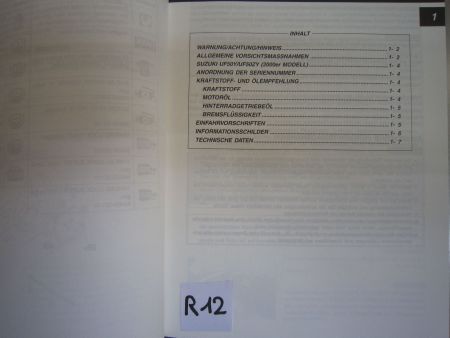 1
INHALT
WARNUNG/ACHTUNG/HINWEIS 1- 2
ALLGEMEINE VORSICHTSMASSNAHMEN 1- 2
SUZUKI UF50Y/UF50ZY (2000er MODELL) 1- 4
ANORDNUNG DER SERIENNUMMER 1- 4
KRAFTSTOFF- UND ÖLEMPFEHLUNG 1- 4
KRAFTSTOFF 1- 4
MOTORÖL 1- 4
HINTERRADGETRIEBEÖL 1- 5
BREMSFLÜSSIGKEIT 1- 5
EINFAHRVORSCHRIFTEN 1- 5
INFORMATIONSSCHILDER 1- 6
TECHNISCHE DATEN 1- 7
R12